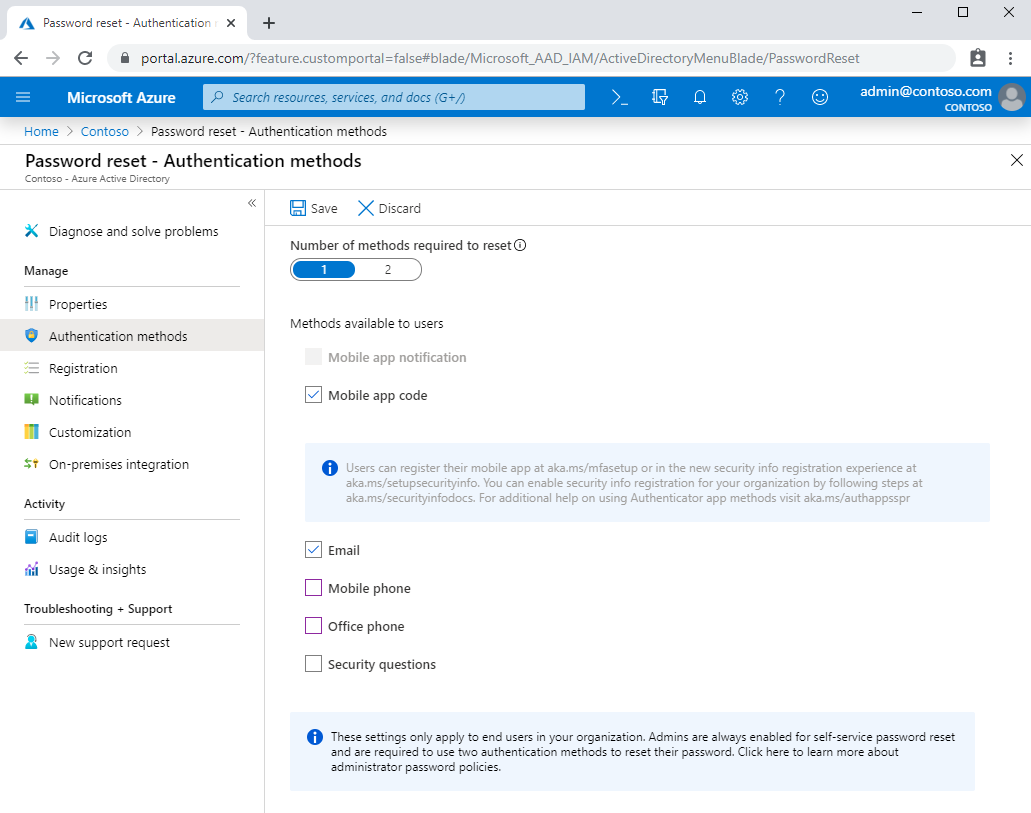 Password reset - Authentication m
portal.azure.com/?feature.customportal=false#blade/Microsoft_AAD_IAM/ActiveDirectoryMenuBlade/PasswordReset
Microsoft Azure
Search resources, services, and docs (G+/)
admin@contoso.com
CONTOSO
Home > Contoso > Password reset - Authentication methods
Password reset - Authentication methods
Contoso - Azure Active Directory
Diagnose and solve problems
Manage
Properties
Authentication methods
Registration
Notifications
Customization
On-premises integration
Activity
Audit logs
Usage & insights
Troubleshooting + Support
New support request
Save
Discard
Number of methods required to reset
1
2
Methods available to users
Mobile app notification
Mobile app code
Users can register their mobile app at aka.ms/mfasetup or in the new security info registration experience at
aka.ms/setupsecurityinfo. You can enable security info registration for your organization by following steps at
aka.ms/securityinfodocs. For additional help on using Authenticator app methods visit aka.ms/authappsspr
Email
Mobile phone
Office phone
Security questions
These settings only apply to end users in your organization. Admins are always enabled for self-service password reset
and are required to use two authentication methods to reset their password. Click here to learn more about
administrator password policies.